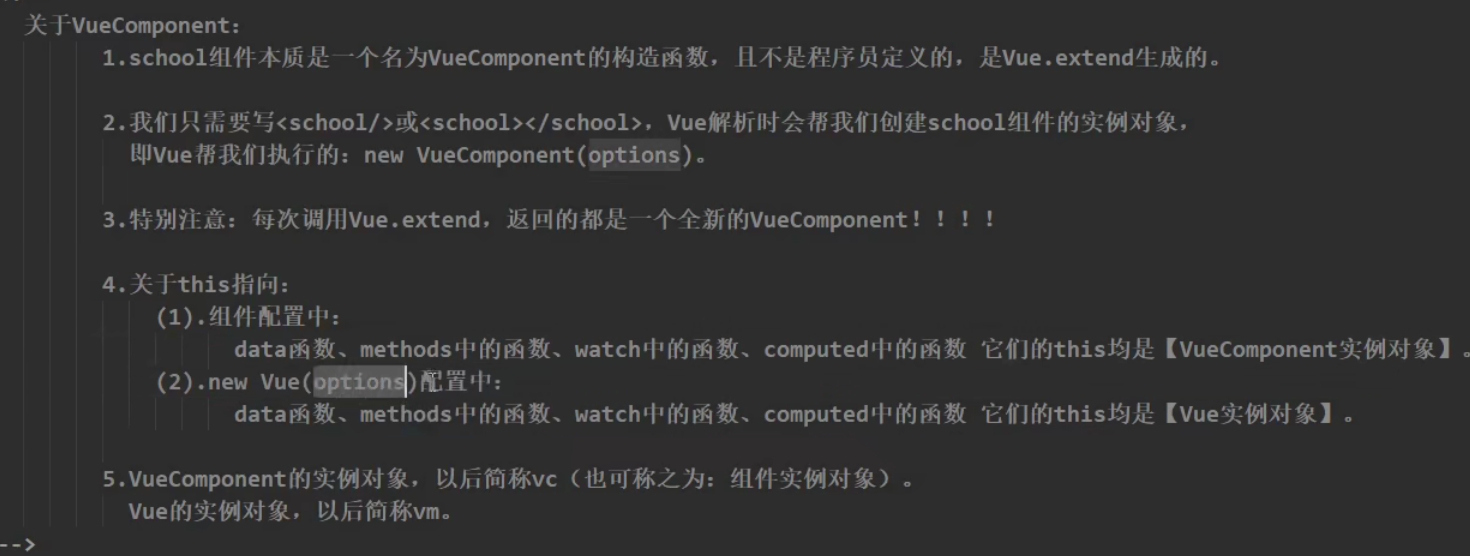 关于VueComponent：
1.school组件本质是一个名为VueComponent的构造函数，且不是程序员定义的，是Vue.extend生成的。
2.我们只需要写<school/>或<school></school>，Vue解析时会帮我们创建school组件的实例对象，
即Vue帮我们执行的：new VueComponent(options)。
3.特别注意：每次调用Vue.extend，返回的都是一个全新的VueComponent！！！！
4.关于this指向：
(1).组件配置中：
data函数、methods中的函数、watch中的函数、computed中的函数 它们的this均是【VueComponent实例对象】。
(2).new Vue(options)配置中：
data函数、methods中的函数、watch中的函数、computed中的函数 它们的this均是【Vue实例对象】。
5.VueComponent的实例对象，以后简称vc（也可称之为：组件实例对象）。
Vue的实例对象，以后简称vm。
-->